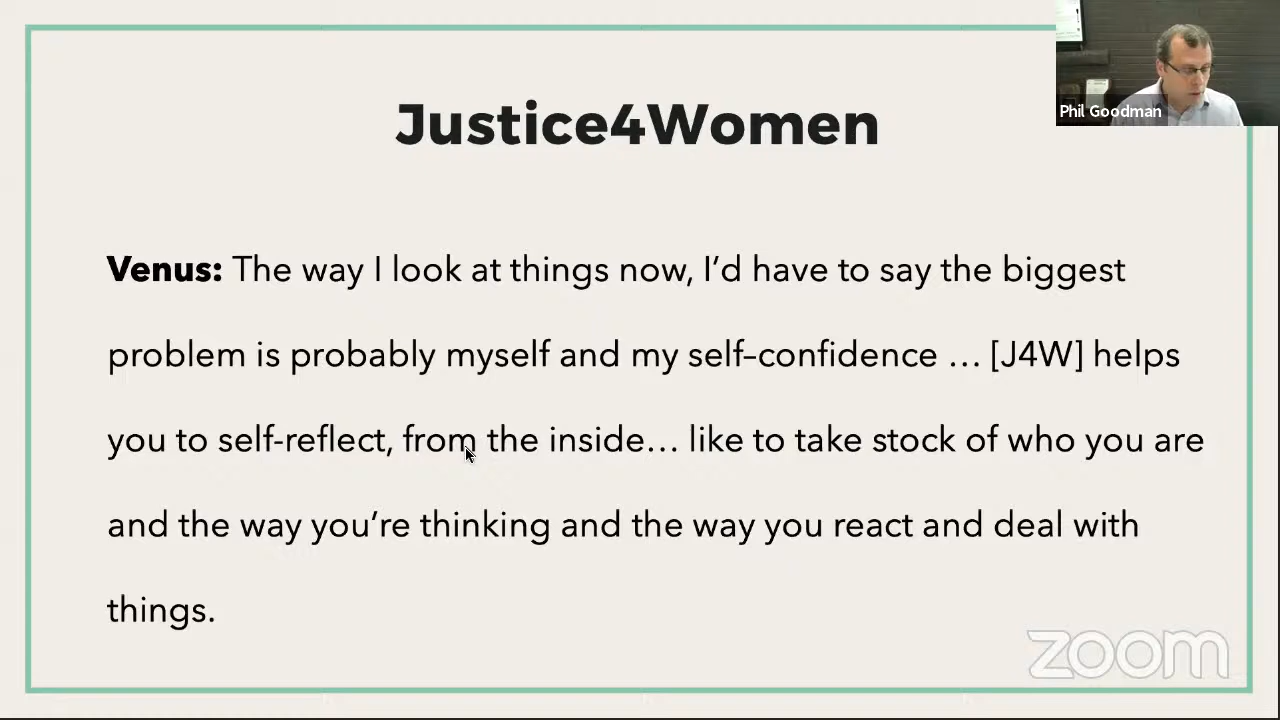 Phil Goodman
Justice4Women
Venus: The way I look at things now, I’d have to say the biggest
problem is probably myself and my self–confidence … [J4W] helps
you to self-reflect, from the inside… like to take stock of who you are
and the way you’re thinking and the way you react and deal with
things.
zoom